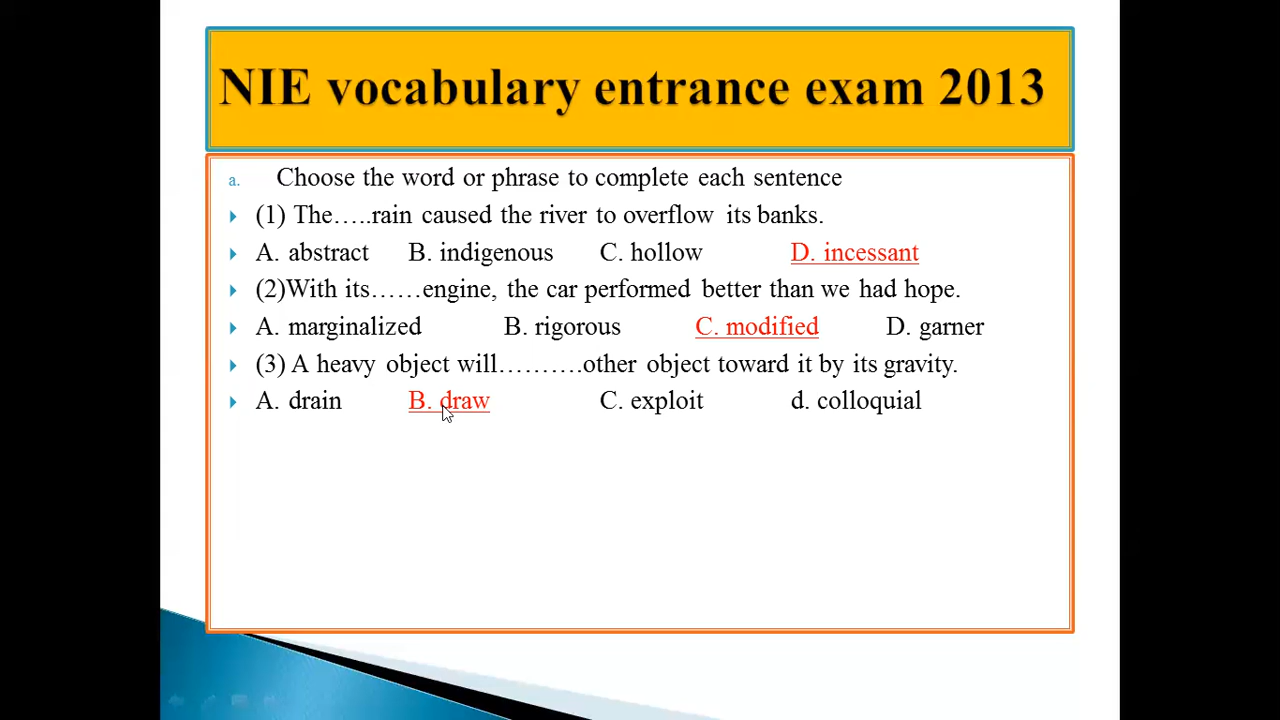 NIE vocabulary entrance exam 2013
a. Choose the word or phrase to complete each sentence
(1) The…..rain caused the river to overflow its banks.
A. abstract B. indigenous C. hollow D. incessant
(2)With its……engine, the car performed better than we had hope.
A. marginalized B. rigorous C. modified D. garner
(3) A heavy object will……….other object toward it by its gravity.
A. drain B. draw C. exploit d. colloquial